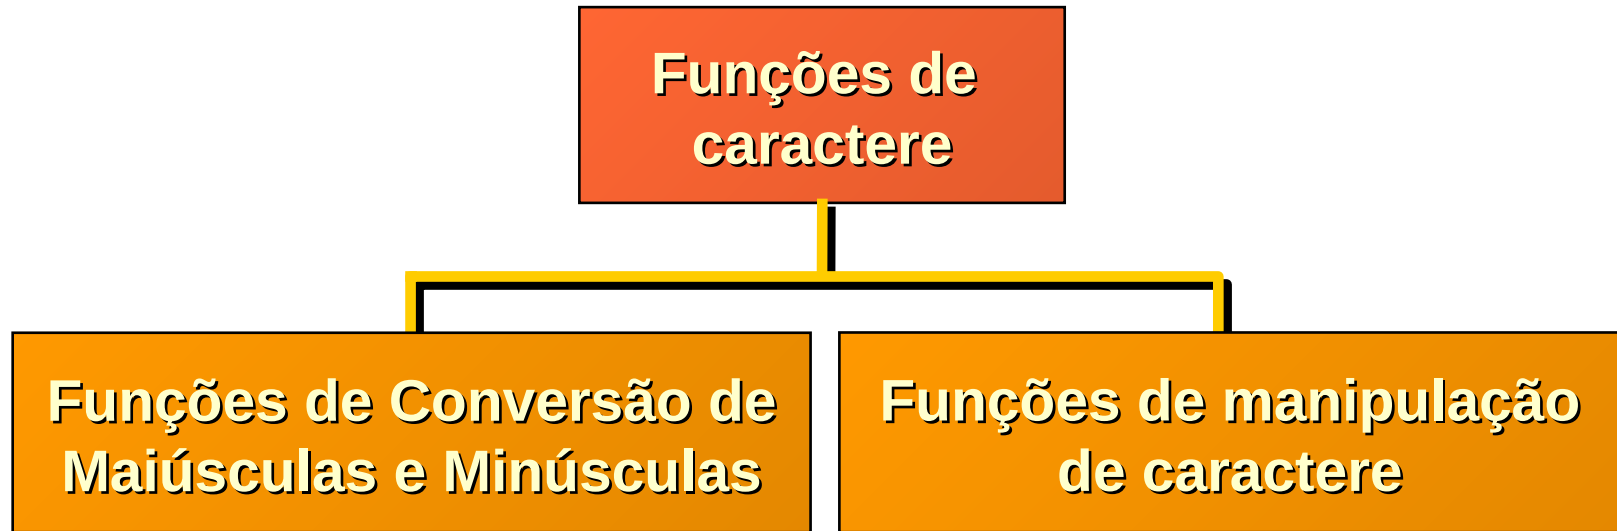 Funções de
caractere
Funções de Conversão de
Maiúsculas e Minúsculas
Funções de manipulação
de caractere